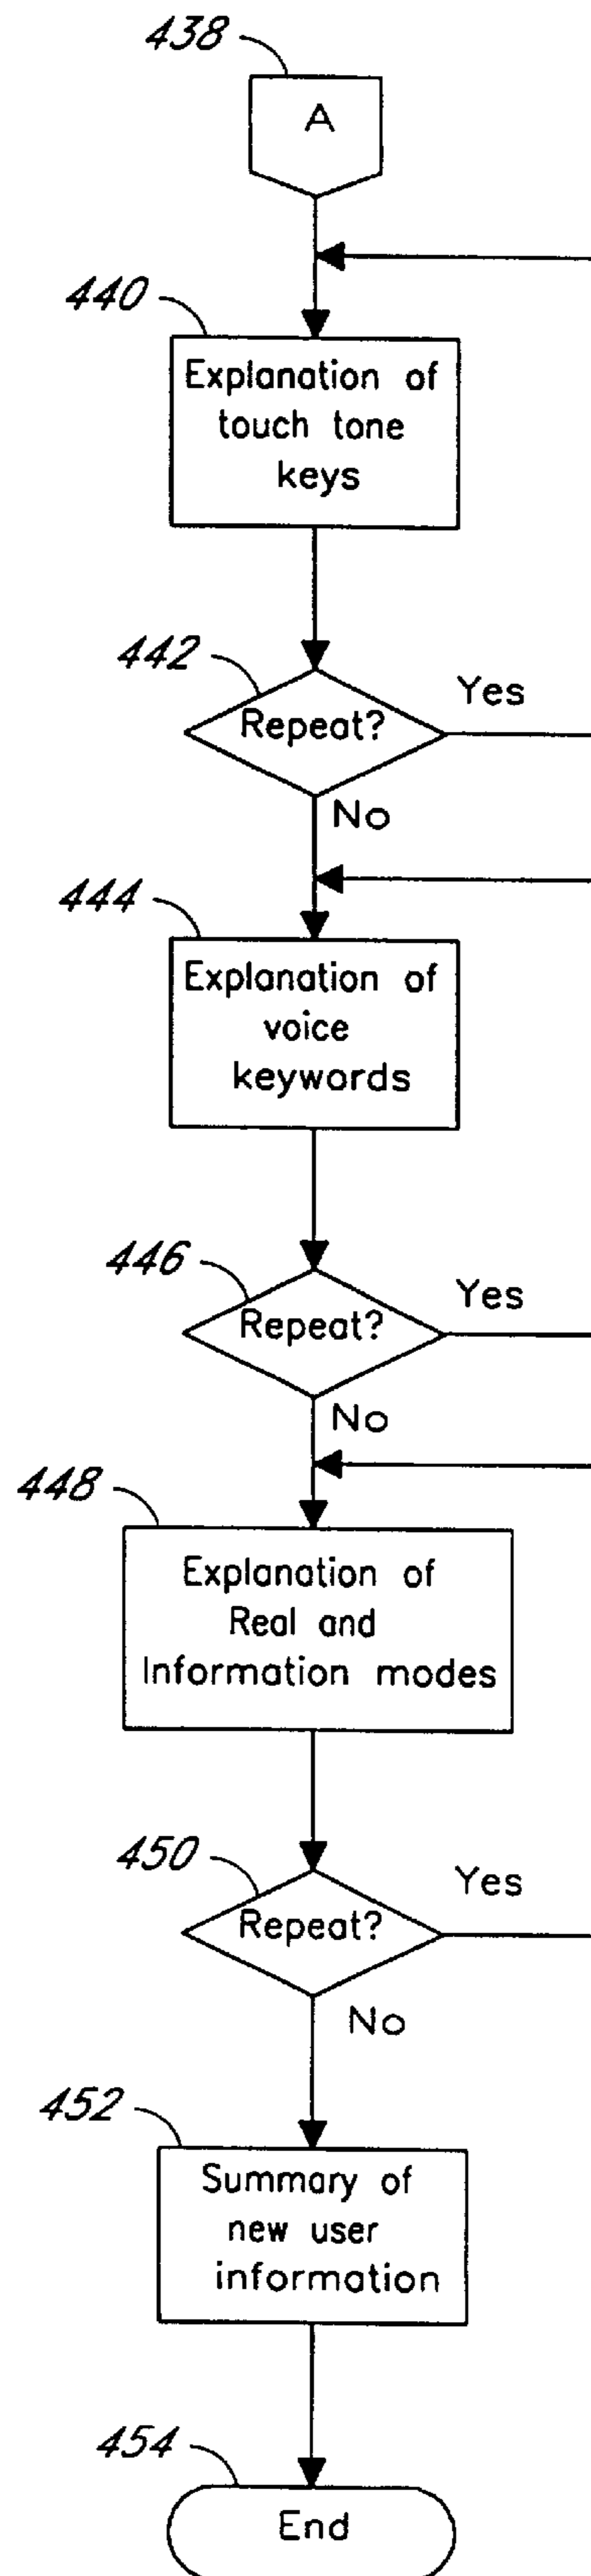 438
A
440
Explanation of
touch tone
keys
442
Repeat?
Yes
No
444
Explanation of
voice
keywords
446
Repeat?
Yes
No
448
Explanation of
Real and
Information modes
450
Repeat?
Yes
No
452
Summary of
new user
information
454
End